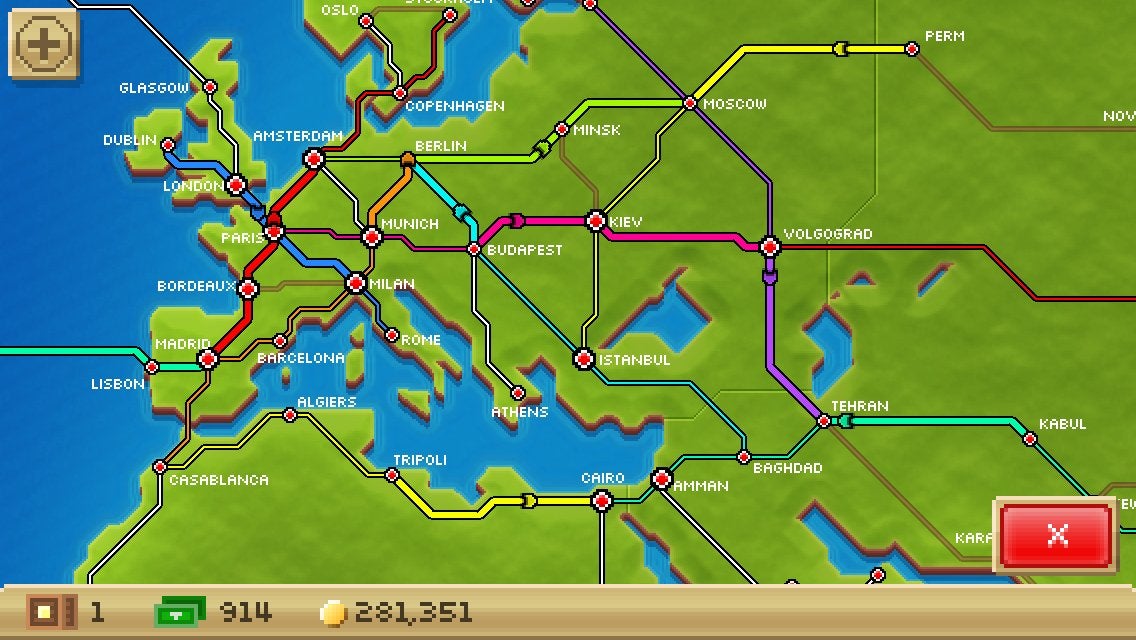 OSLO
STOCKHOLM
PERM
GLASGOW
COPENHAGEN
MOSCOW
NOV
MINSK
DUBLIN
AMSTERDAM
BERLIN
LONDON
MUNICH
KIEV
PARIS
VOLGOGRAD
BUDAPEST
BORDEAUX
MILAN
MADRID
ROME
BARCELONA
ISTANBUL
LISBON
ALGIERS
ATHENS
TEHRAN
KABUL
TRIPOLI
BAGHDAD
CASABLANCA
CAIRO
AMMAN
EW
KARA
X
1
914
281,351